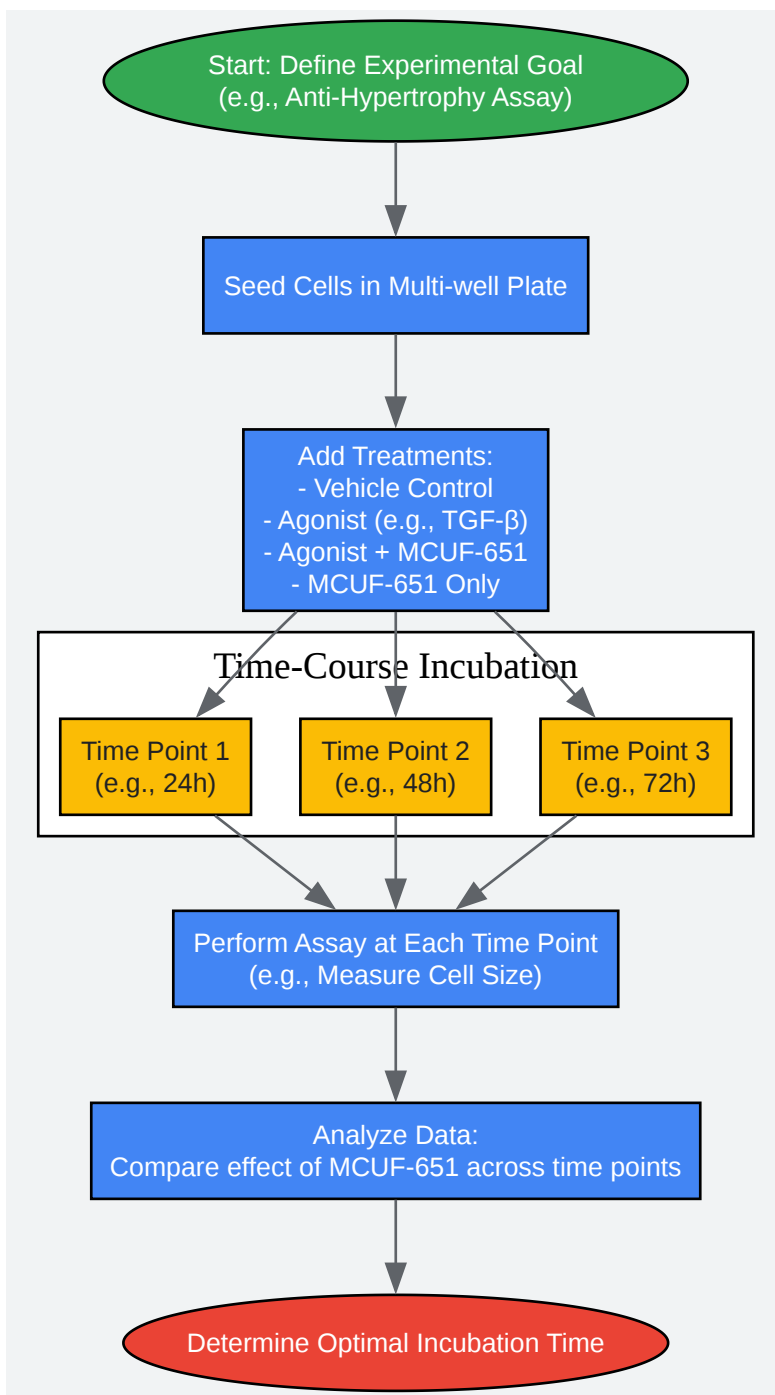 Start: Define Experimental Goal
(e.g., Anti-Hypertrophy Assay)
Seed Cells in Multi-well Plate
Add Treatments:
- Vehicle Control
- Agonist (e.g., TGF-β)
- Agonist + MCUF-651
- MCUF-651 Only
Time-Course Incubation
Time Point 1
(e.g., 24h)
Time Point 2
(e.g., 48h)
Time Point 3
(e.g., 72h)
Perform Assay at Each Time Point
(e.g., Measure Cell Size)
Analyze Data:
Compare effect of MCUF-651 across time points
Determine Optimal Incubation Time